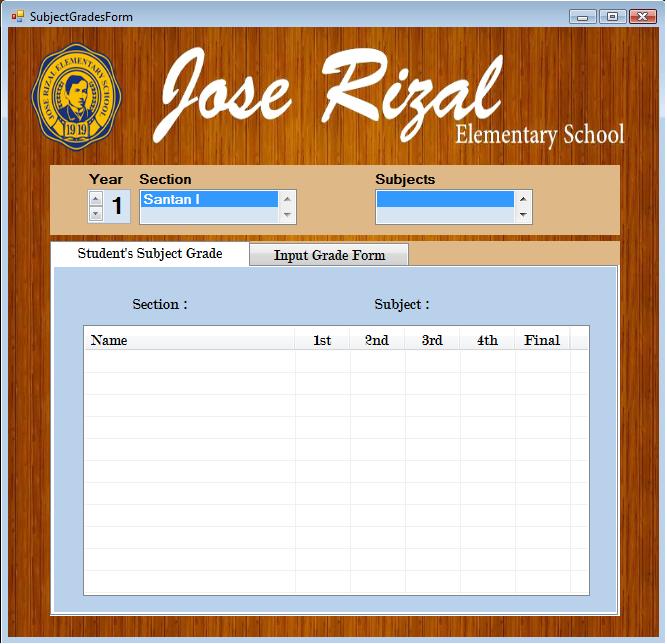 SubjectGradesForm
JOSE RIZAL ELEMENTARY SCHOOL
1919
Jose Rizal
Elementary School
Year Section Subjects
1 Santan I
Student's Subject Grade Input Grade Form
Section : Subject :
Name 1st 2nd 3rd 4th Final